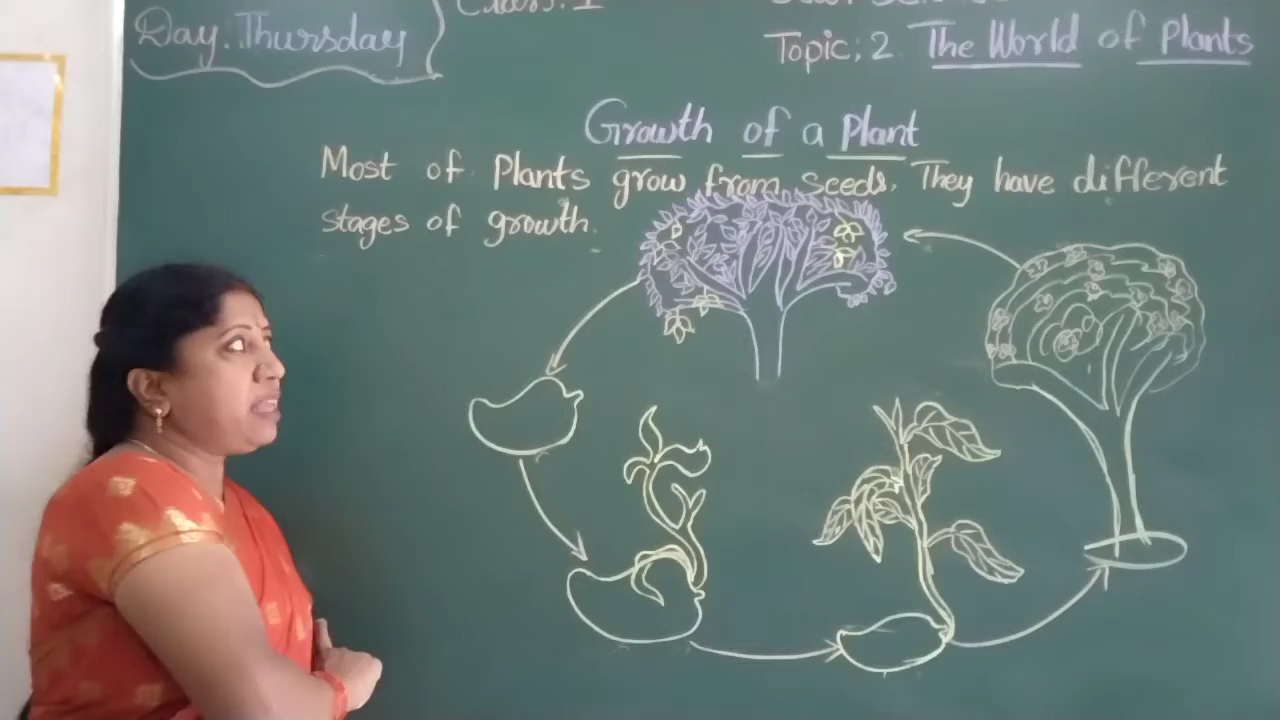 Day. Thursday
Class: I
Topic: 2. The World of Plants
Growth of a Plant
Most of Plants grow from seeds. They have different
stages of growth.